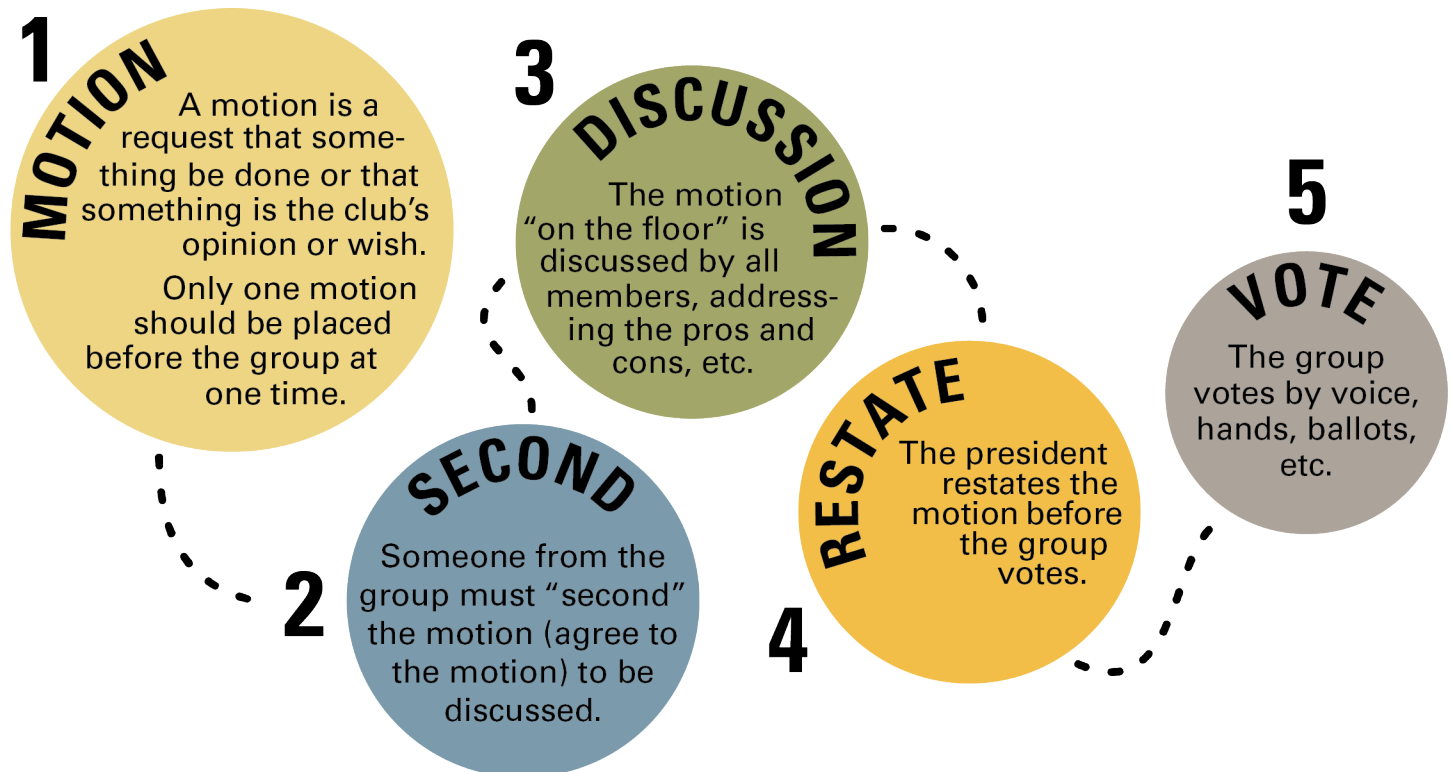 1
MOTION
A motion is a
request that some-
thing be done or that
something is the club’s
opinion or wish.
Only one motion
should be placed
before the group at
one time.
2
SECOND
Someone from the
group must “second”
the motion (agree to
the motion) to be
discussed.
3
DISCUSSION
The motion
“on the floor” is
discussed by all
members, address-
ing the pros and
cons, etc.
4
RESTATE
The president
restates the
motion before
the group
votes.
5
VOTE
The group
votes by voice,
hands, ballots,
etc.